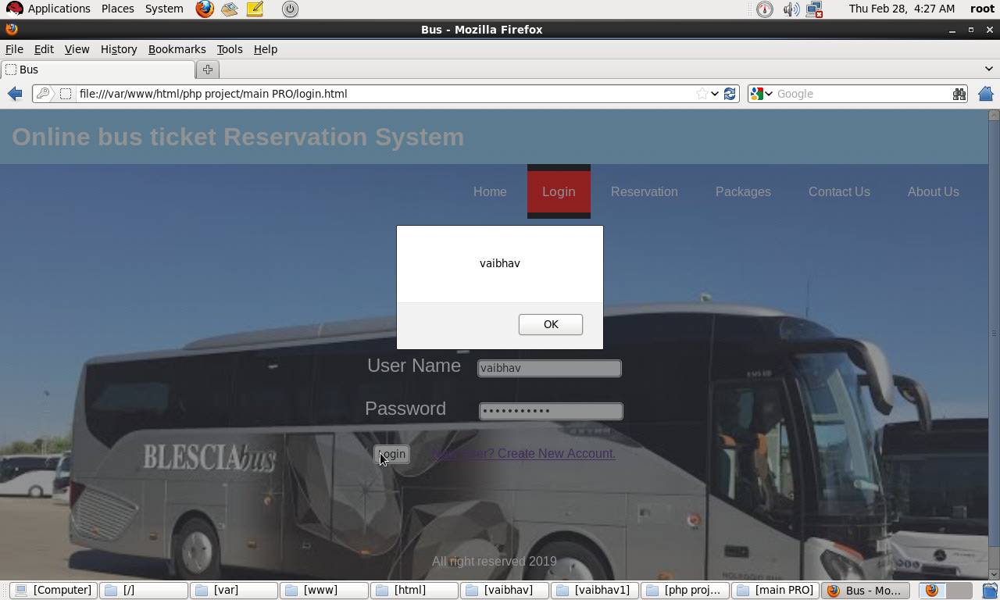 Applications Places System Thu Feb 28, 4:27 AM root
Bus - Mozilla Firefox
File Edit View History Bookmarks Tools Help
Bus
file:///var/www/html/php project/main PRO/login.html Google
Online bus ticket Reservation System
Home Login Reservation Packages Contact Us About Us
vaibhav
OK
User Name vaibhav
Password •••••••••••
Login New User? Create New Account.
BLESCIAbus
All right reserved 2019
[Computer] [/] [var] [www] [html] [vaibhav] [vaibhav1] [php proj... [main PRO] Bus - Mo...